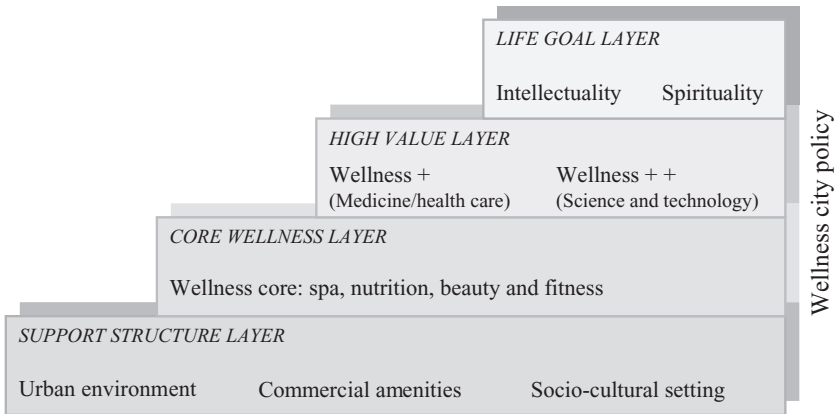 LIFE GOAL LAYER
Intellectuality Spirituality
HIGH VALUE LAYER
Wellness + Wellness + +
(Medicine/health care) (Science and technology)
CORE WELLNESS LAYER
Wellness core: spa, nutrition, beauty and fitness
SUPPORT STRUCTURE LAYER
Urban environment Commercial amenities Socio-cultural setting
Wellness city policy